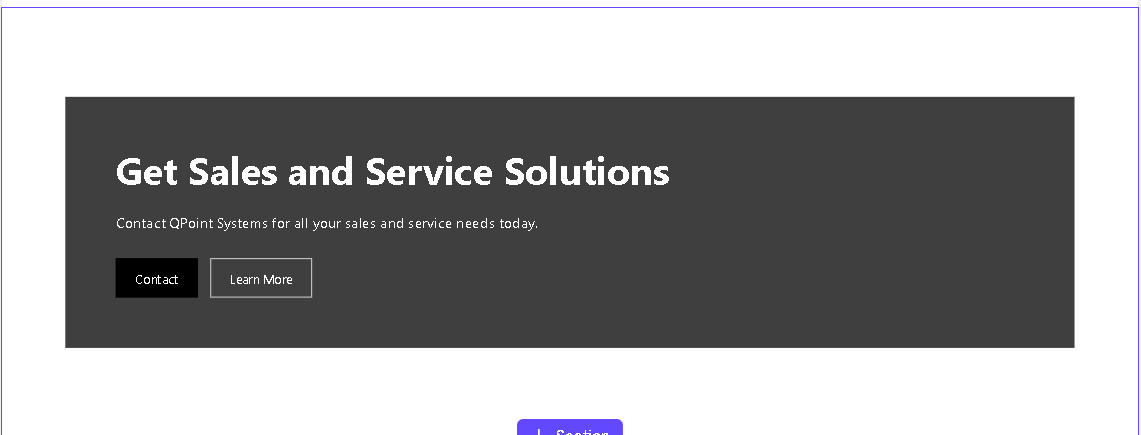 Get Sales and Service Solutions
Contact QPoint Systems for all your sales and service needs today.
Contact
Learn More
Section